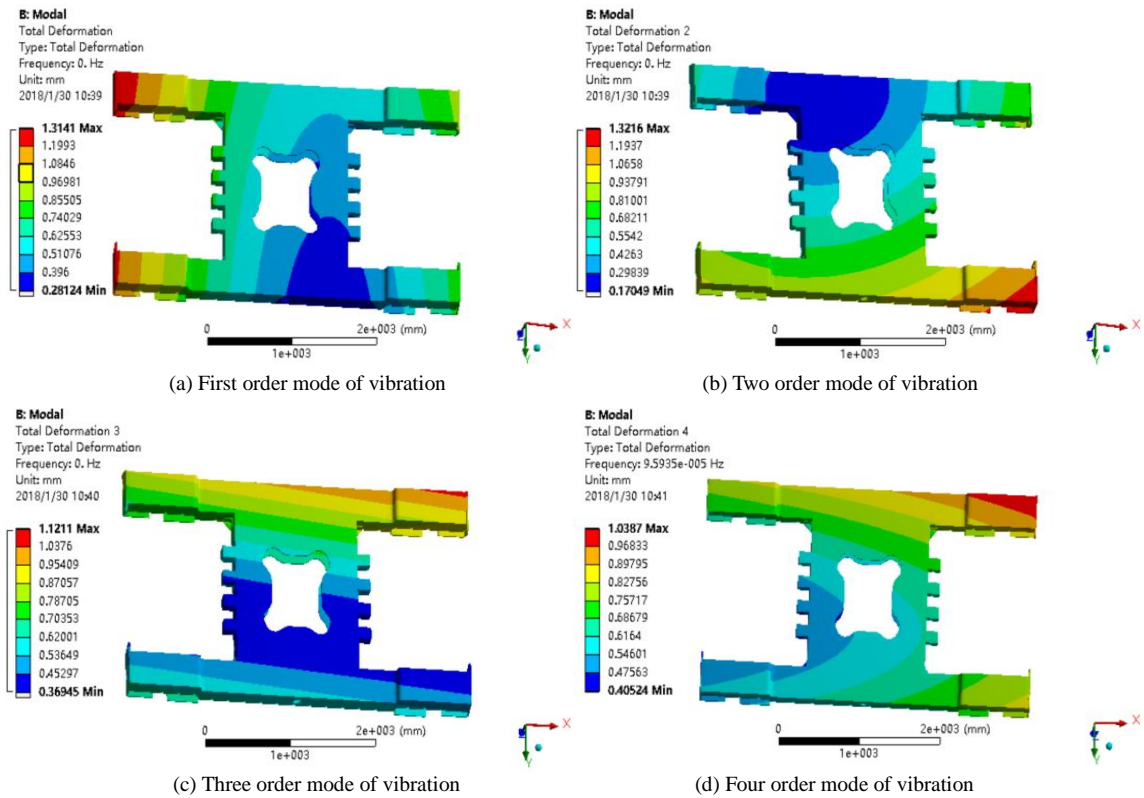 B: Modal
Total Deformation
Type: Total Deformation
Frequency: 0. Hz
Unit: mm
2018/1/30 10:39
1.3141 Max
1.1993
1.0846
0.96981
0.85505
0.74029
0.62553
0.51076
0.396
0.28124 Min
0
2e+003 (mm)
1e+003
X
Y
Z
(a) First order mode of vibration
B: Modal
Total Deformation 2
Type: Total Deformation
Frequency: 0. Hz
Unit: mm
2018/1/30 10:39
1.3216 Max
1.1937
1.0658
0.93791
0.81001
0.68211
0.5542
0.4263
0.29839
0.17049 Min
0
2e+003 (mm)
1e+003
X
Y
Z
(b) Two order mode of vibration
B: Modal
Total Deformation 3
Type: Total Deformation
Frequency: 0. Hz
Unit: mm
2018/1/30 10:40
1.1211 Max
1.0376
0.95409
0.87057
0.78705
0.70353
0.62001
0.53649
0.45297
0.36945 Min
0
2e+003 (mm)
1e+003
X
Y
(c) Three order mode of vibration
B: Modal
Total Deformation 4
Type: Total Deformation
Frequency: 9.5935e-005 Hz
Unit: mm
2018/1/30 10:41
1.0387 Max
0.96833
0.89795
0.82756
0.75717
0.68679
0.6164
0.54601
0.47563
0.40524 Min
0
2e+003 (mm)
1e+003
X
Y
(d) Four order mode of vibration